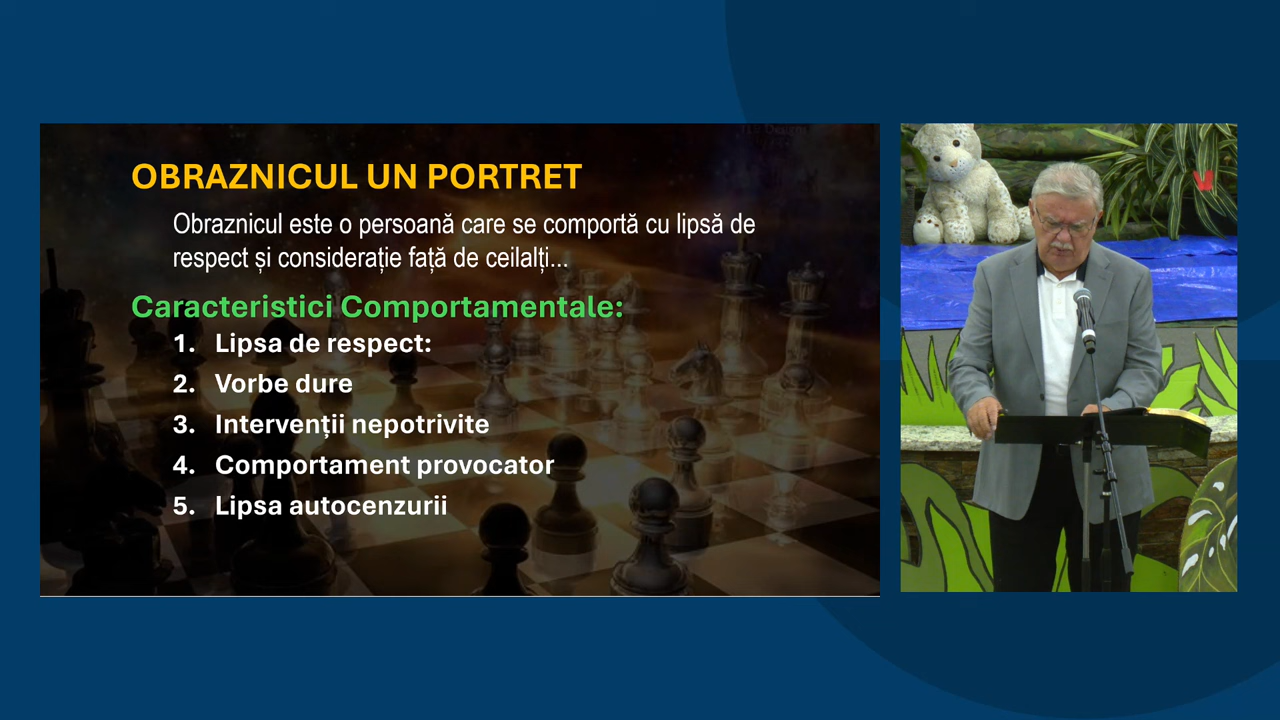 OBRAZNICUL UN PORTRET
Obraznicul este o persoană care se comportă cu lipsă de
respect și considerație față de ceilalți...
Caracteristici Comportamentale:
1. Lipsa de respect:
2. Vorbe dure
3. Intervenții nepotrivite
4. Comportament provocator
5. Lipsa autocenzurii